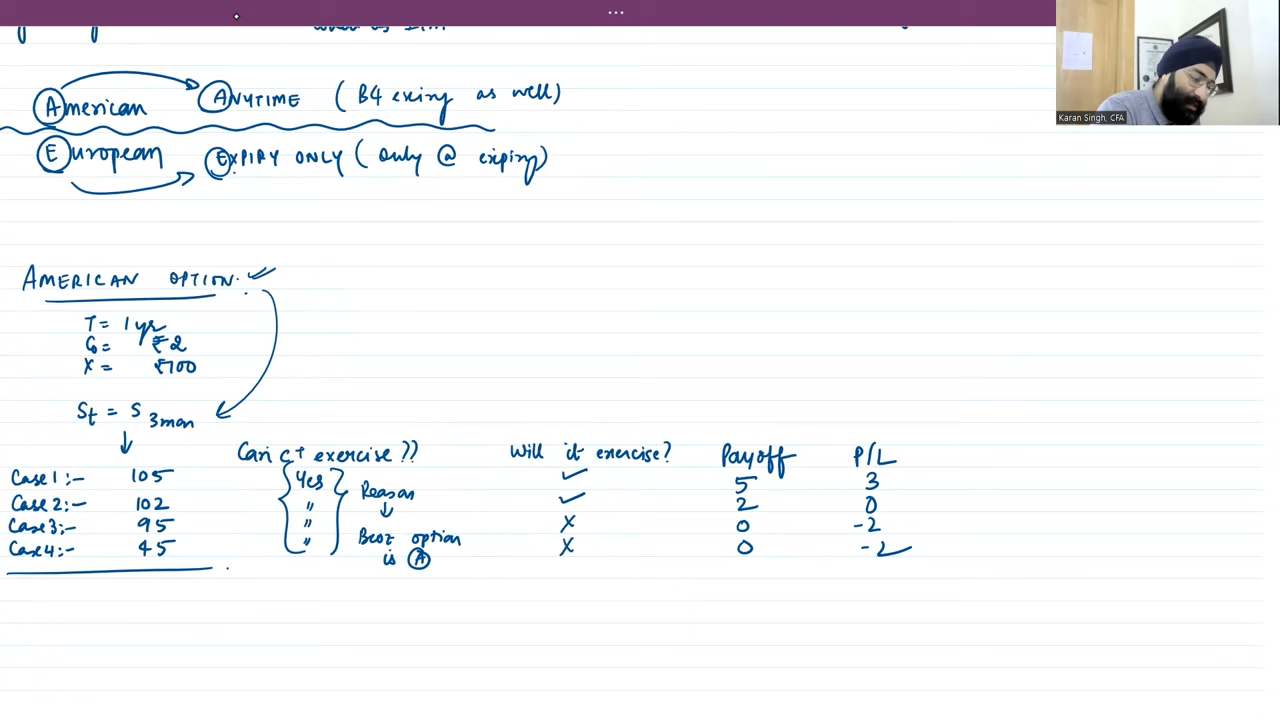 American ANYTIME (B4 exiing as well)
European EXPIRY ONLY (Only @ expiry)
AMERICAN OPTION.
T = 1 yr
C₀ = ₹2
X = ₹100
St = S 3mon
Can c+ exercise ?? Will it exercise? Payoff P/L
Case 1:- 105 Yes 5 3
Reason
Case 2:- 102 " 2 0
Case 3:- 95 " X 0 -2
Case 4:- 45 " Bcoz option X 0 -2
is A
Karan Singh, CFA